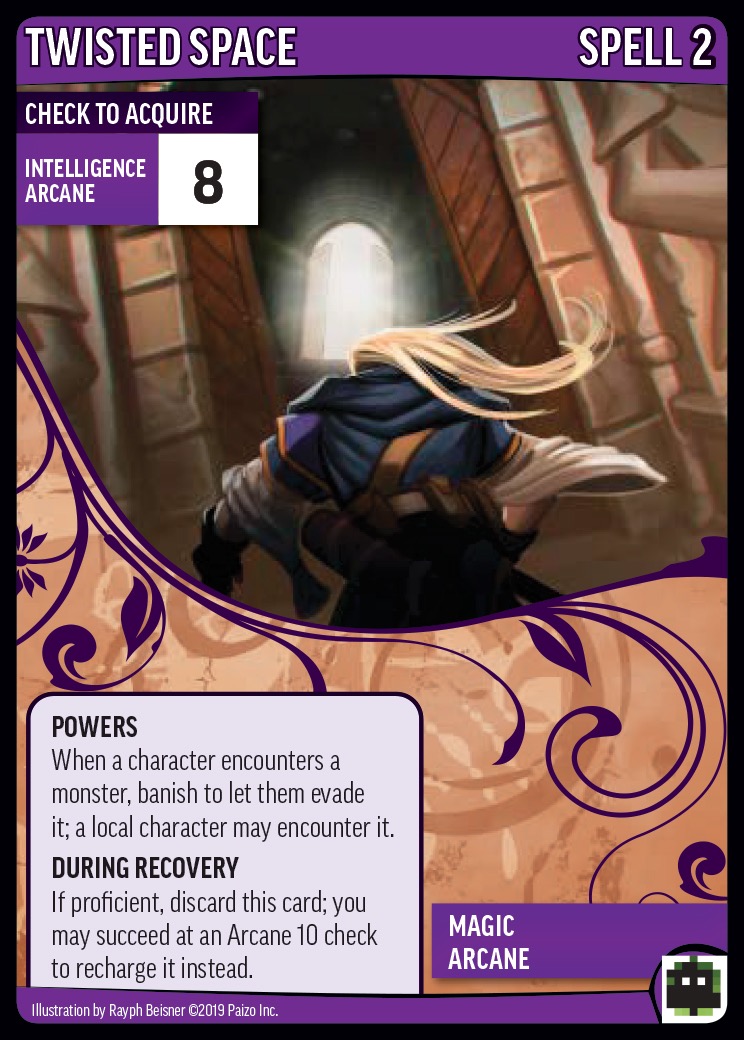 TWISTED SPACE
SPELL 2
CHECK TO ACQUIRE
INTELLIGENCE
ARCANE
8
POWERS
When a character encounters a
monster, banish to let them evade
it; a local character may encounter it.
DURING RECOVERY
If proficient, discard this card; you
may succeed at an Arcane 10 check
to recharge it instead.
MAGIC
ARCANE
Illustration by Rayph Beisner ©2019 Paizo Inc.